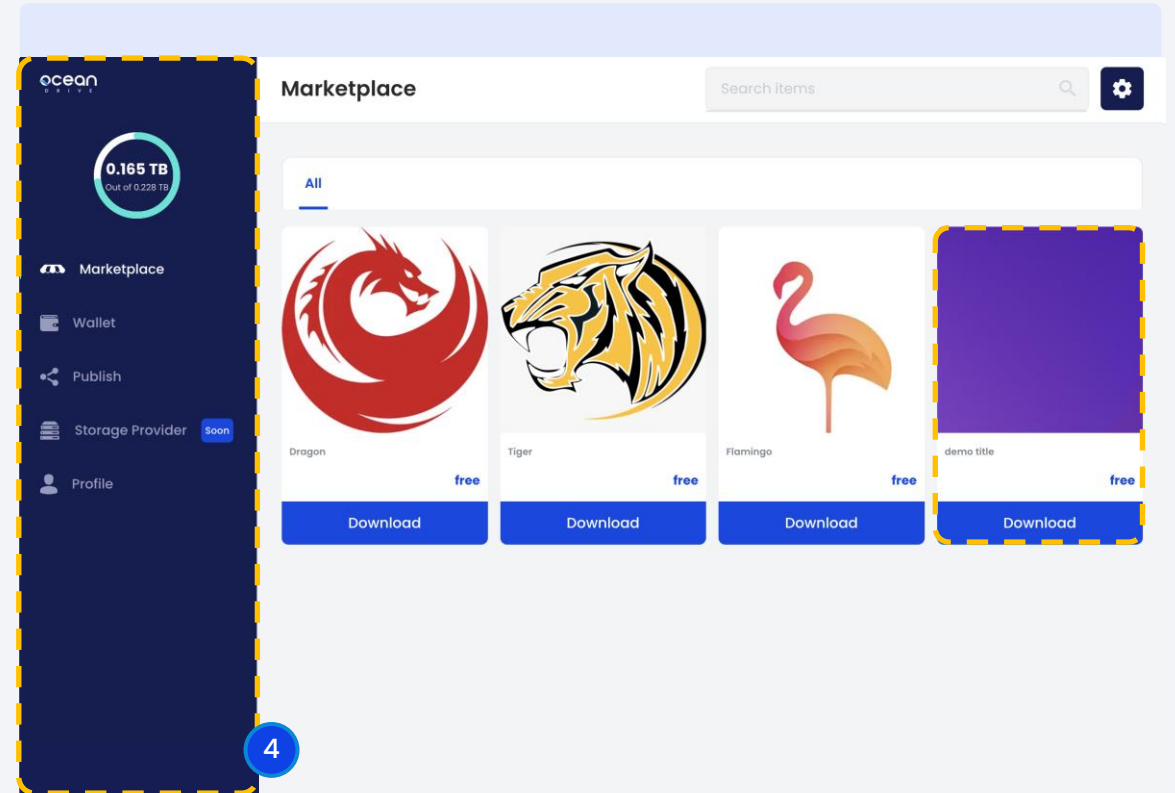 ocean
DRIVE
Marketplace
Search items
0.165 TB
Out of 0.228 TB
All
Marketplace
Wallet
Publish
Storage Provider Soon
Profile
Dragon
free
Download
Tiger
free
Download
Flamingo
free
Download
demo title
free
Download
4